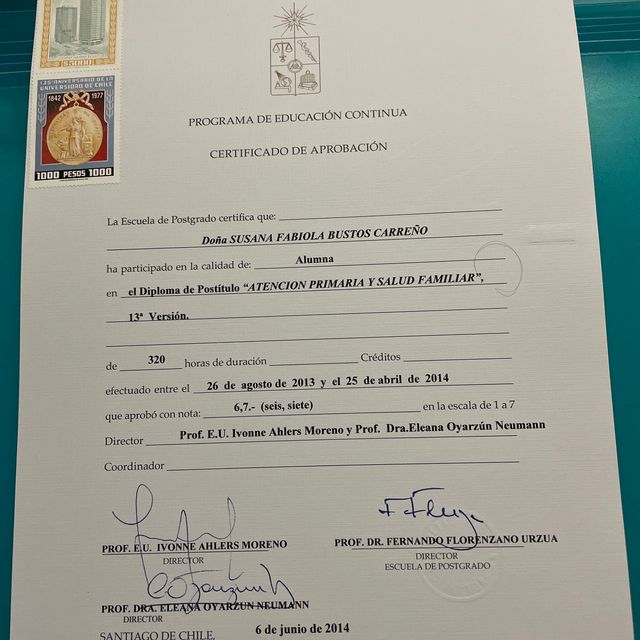 $5000
135º ANIVERSARIO DE LA
UNIVERSIDAD DE CHILE
1842 1977
1000 PESOS 1000
PROGRAMA DE EDUCACIÓN CONTINUA
CERTIFICADO DE APROBACIÓN
La Escuela de Postgrado certifica que:
Doña SUSANA FABIOLA BUSTOS CARREÑO
ha participado en la calidad de: Alumna
en el Diploma de Postítulo "ATENCION PRIMARIA Y SALUD FAMILIAR",
13ª Versión.
de 320 horas de duración Créditos
efectuado entre el 26 de agosto de 2013 y el 25 de abril de 2014
que aprobó con nota: 6,7.- (seis, siete) en la escala de 1 a 7
Director Prof. E.U. Ivonne Ahlers Moreno y Prof. Dra.Eleana Oyarzún Neumann
Coordinador
PROF. E.U. IVONNE AHLERS MORENO
DIRECTOR
PROF. DR. FERNANDO FLORENZANO URZUA
DIRECTOR
ESCUELA DE POSTGRADO
PROF. DRA. ELEANA OYARZUN NEUMANN
DIRECTOR
SANTIAGO DE CHILE, 6 de junio de 2014